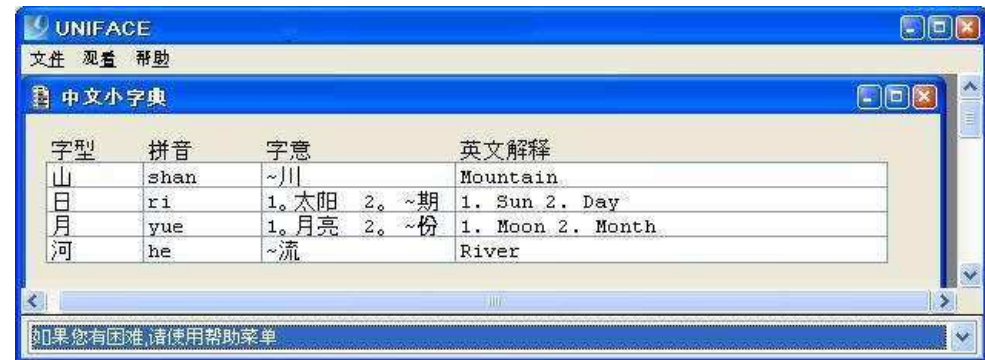 UNIFACE
文件 观看 帮助
中文小字典
字型 拼音 字意 英文解释
山 shan ~川 Mountain
日 ri 1。太阳 2。 ~期 1. Sun 2. Day
月 yue 1。月亮 2。 ~份 1. Moon 2. Month
河 he ~流 River
如果您有困难,请使用帮助菜单